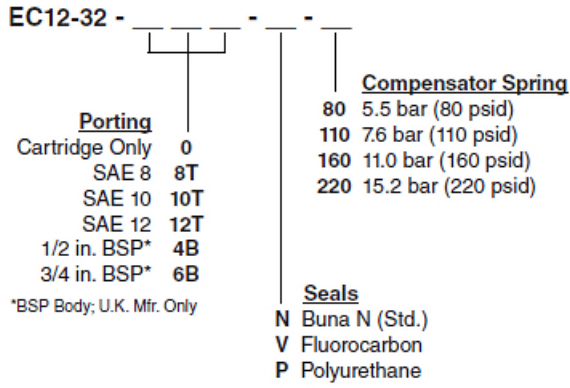 EC12-32 - __ __ __ - __ - __
Porting
Cartridge Only 0
SAE 8 8T
SAE 10 10T
SAE 12 12T
1/2 in. BSP* 4B
3/4 in. BSP* 6B
*BSP Body; U.K. Mfr. Only
Compensator Spring
80 5.5 bar (80 psid)
110 7.6 bar (110 psid)
160 11.0 bar (160 psid)
220 15.2 bar (220 psid)
Seals
N Buna N (Std.)
V Fluorocarbon
P Polyurethane